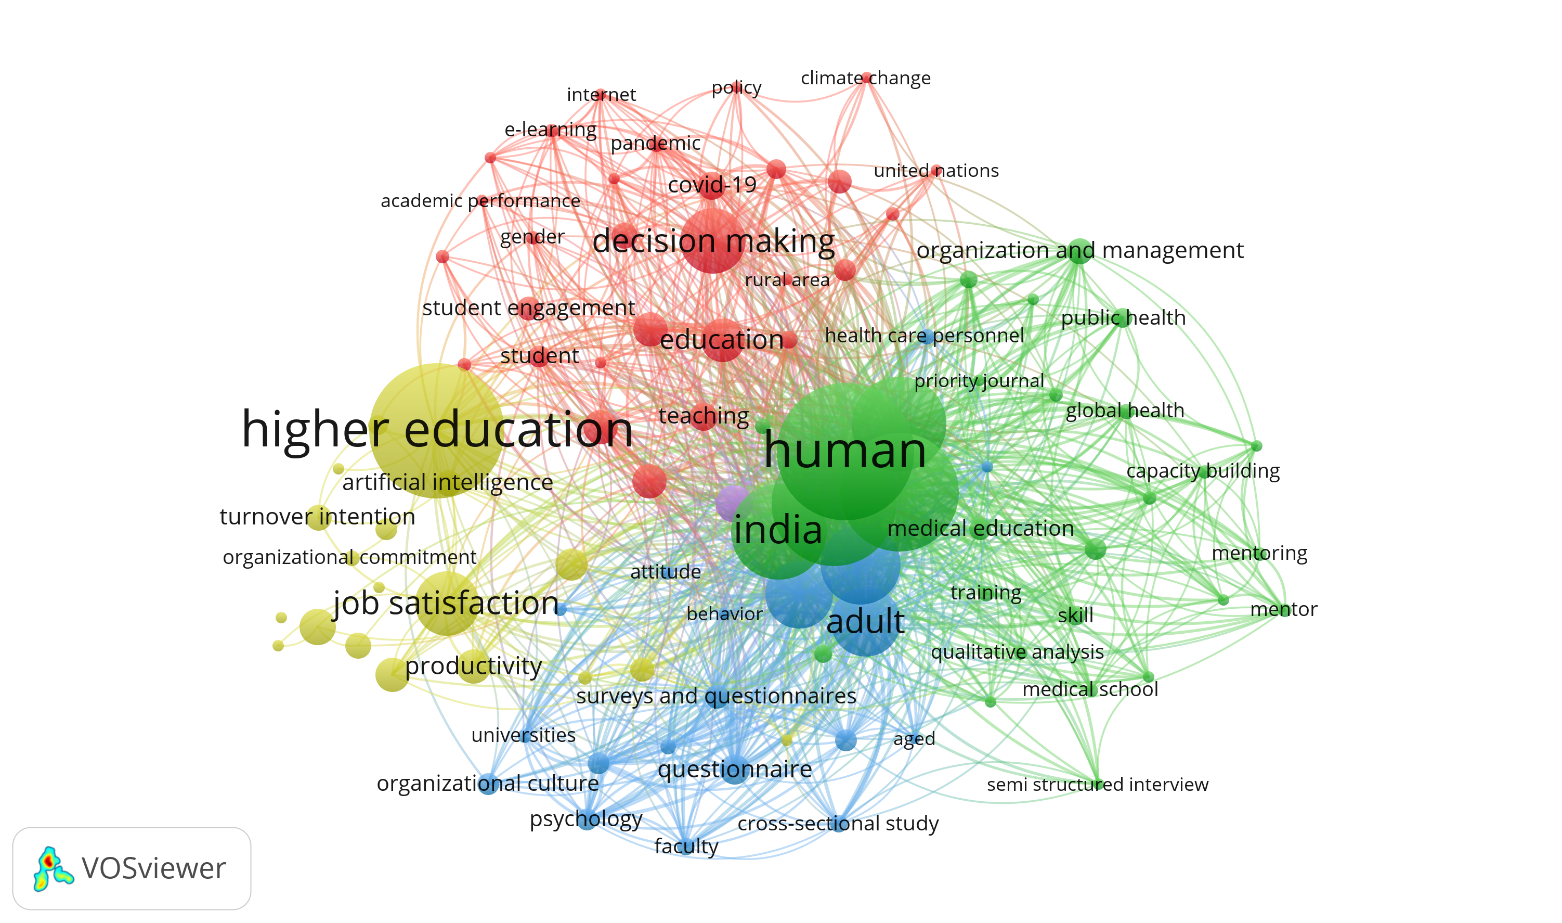 climate change
policy
internet
e-learning
pandemic
united nations
covid-19
academic performance
gender
decision making
organization and management
rural area
student engagement
public health
health care personnel
education
student
priority journal
global health
teaching
higher education
human
capacity building
artificial intelligence
turnover intention
india
medical education
mentoring
organizational commitment
attitude
training
job satisfaction
mentor
behavior
skill
adult
qualitative analysis
productivity
medical school
surveys and questionnaires
universities
aged
questionnaire
organizational culture
semi structured interview
psychology
cross-sectional study
faculty
VOSviewer